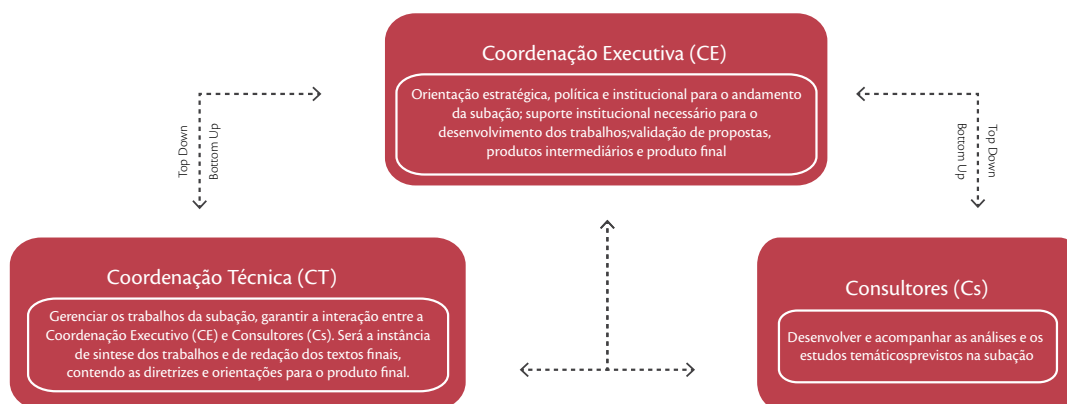 Coordenação Executiva (CE)
Orientação estratégica, política e institucional para o andamento
da subação; suporte institucional necessário para o
desenvolvimento dos trabalhos;validação de propostas,
produtos intermediários e produto final
Top Down
Bottom Up
Top Down
Bottom Up
Coordenação Técnica (CT)
Gerenciar os trabalhos da subação, garantir a interação entre a
Coordenação Executivo (CE) e Consultores (Cs). Será a instância
de sintese dos trabalhos e de redação dos textos finais,
contendo as diretrizes e orientações para o produto final.
Consultores (Cs)
Desenvolver e acompanhar as análises e os
estudos temáticosprevistos na subação